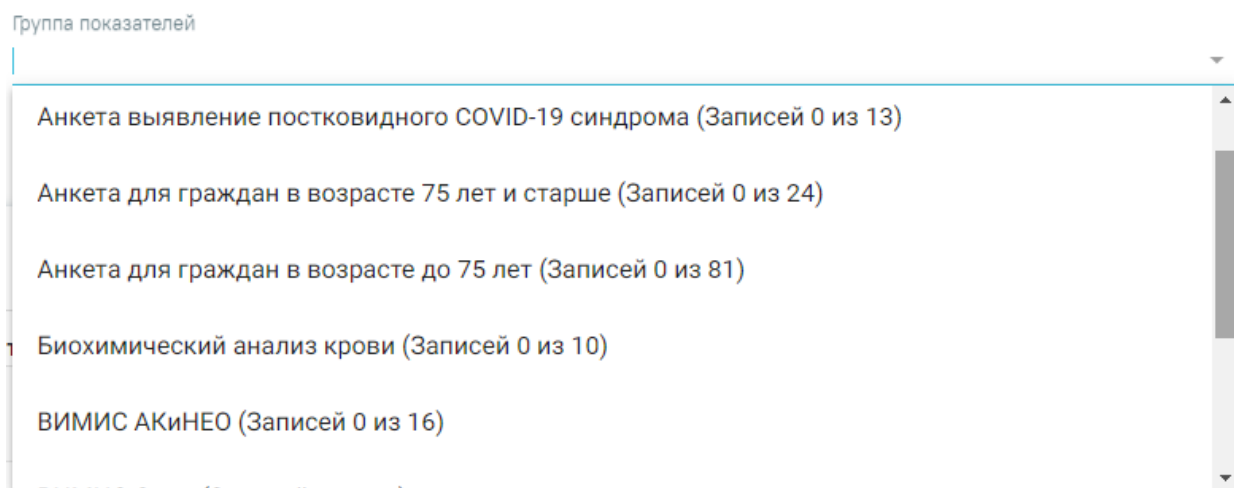 Группа показателей
Анкета выявление постковидного COVID-19 синдрома (Записей 0 из 13)
Анкета для граждан в возрасте 75 лет и старше (Записей 0 из 24)
Анкета для граждан в возрасте до 75 лет (Записей 0 из 81)
Биохимический анализ крови (Записей 0 из 10)
ВИМИС АКиНЕО (Записей 0 из 16)